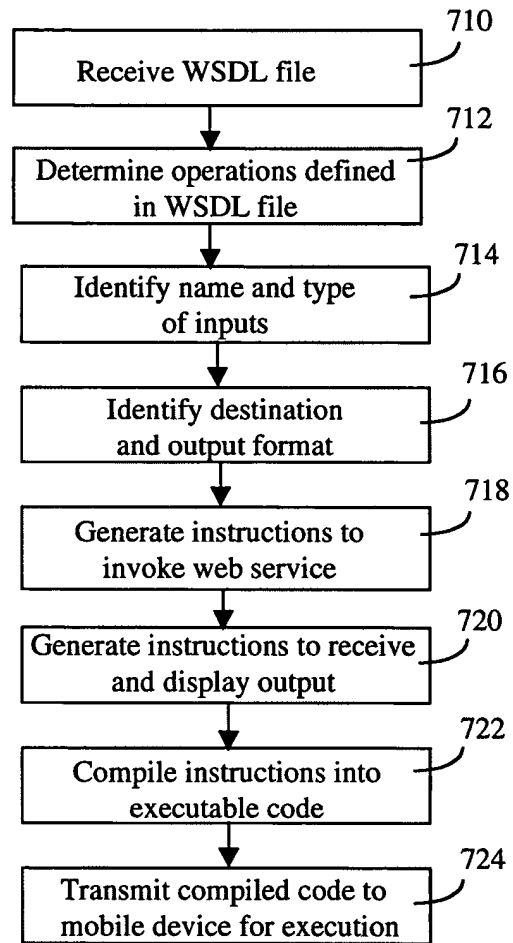 710
Receive WSDL file
712
Determine operations defined
in WSDL file
714
Identify name and type
of inputs
716
Identify destination
and output format
718
Generate instructions to
invoke web service
720
Generate instructions to receive
and display output
722
Compile instructions into
executable code
724
Transmit compiled code to
mobile device for execution